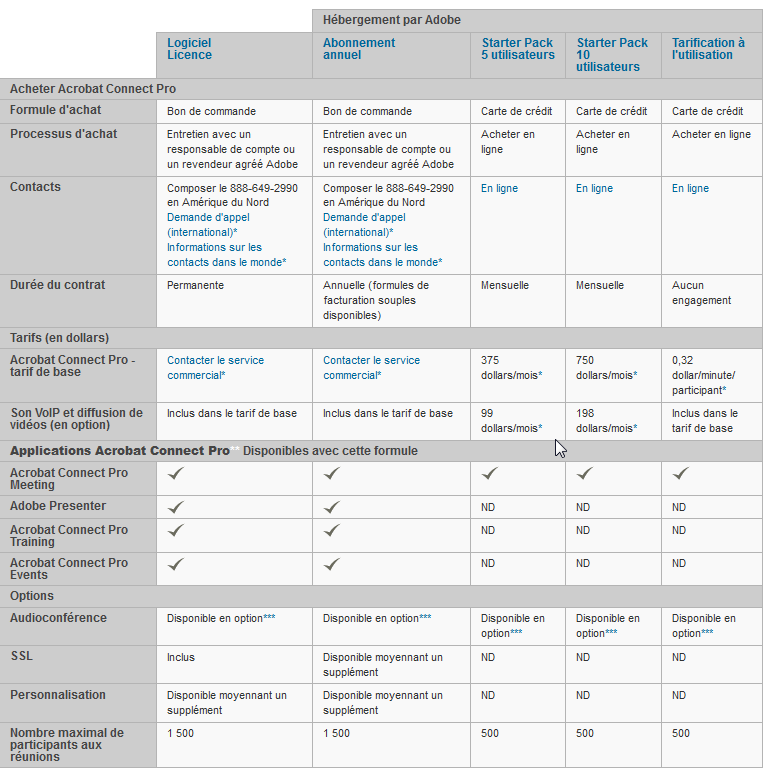 Hébergement par Adobe
Logiciel
Licence
Abonnement
annuel
Starter Pack
5 utilisateurs
Starter Pack
10
utilisateurs
Tarification à
l'utilisation
Acheter Acrobat Connect Pro
Formule d'achat
Bon de commande
Bon de commande
Carte de crédit
Carte de crédit
Carte de crédit
Processus d'achat
Entretien avec un
responsable de compte ou
un revendeur agréé Adobe
Entretien avec un
responsable de compte ou
un revendeur agréé Adobe
Acheter en
ligne
Acheter en
ligne
Acheter en ligne
Contacts
Composer le 888-649-2990
en Amérique du Nord
Demande d'appel
(international)*
Informations sur les
contacts dans le monde*
Composer le 888-649-2990
en Amérique du Nord
Demande d'appel
(international)*
Informations sur les
contacts dans le monde*
En ligne
En ligne
En ligne
Durée du contrat
Permanente
Annuelle (formules de
facturation souples
disponibles)
Mensuelle
Mensuelle
Aucun
engagement
Tarifs (en dollars)
Acrobat Connect Pro -
tarif de base
Contacter le service
commercial*
Contacter le service
commercial*
375
dollars/mois*
750
dollars/mois*
0,32
dollar/minute/
participant*
Son VoIP et diffusion de
vidéos (en option)
Inclus dans le tarif de base
Inclus dans le tarif de base
99
dollars/mois*
198
dollars/mois*
Inclus dans le
tarif de base
Applications Acrobat Connect Pro** Disponibles avec cette formule
Acrobat Connect Pro
Meeting
Adobe Presenter
ND
ND
ND
Acrobat Connect Pro
Training
ND
ND
ND
Acrobat Connect Pro
Events
ND
ND
ND
Options
Audioconférence
Disponible en option***
Disponible en option***
Disponible en
option***
Disponible en
option***
Disponible en
option***
SSL
Inclus
Disponible moyennant un
supplément
ND
ND
ND
Personnalisation
Disponible moyennant un
supplément
Disponible moyennant un
supplément
ND
ND
ND
Nombre maximal de
participants aux
réunions
1 500
1 500
500
500
500